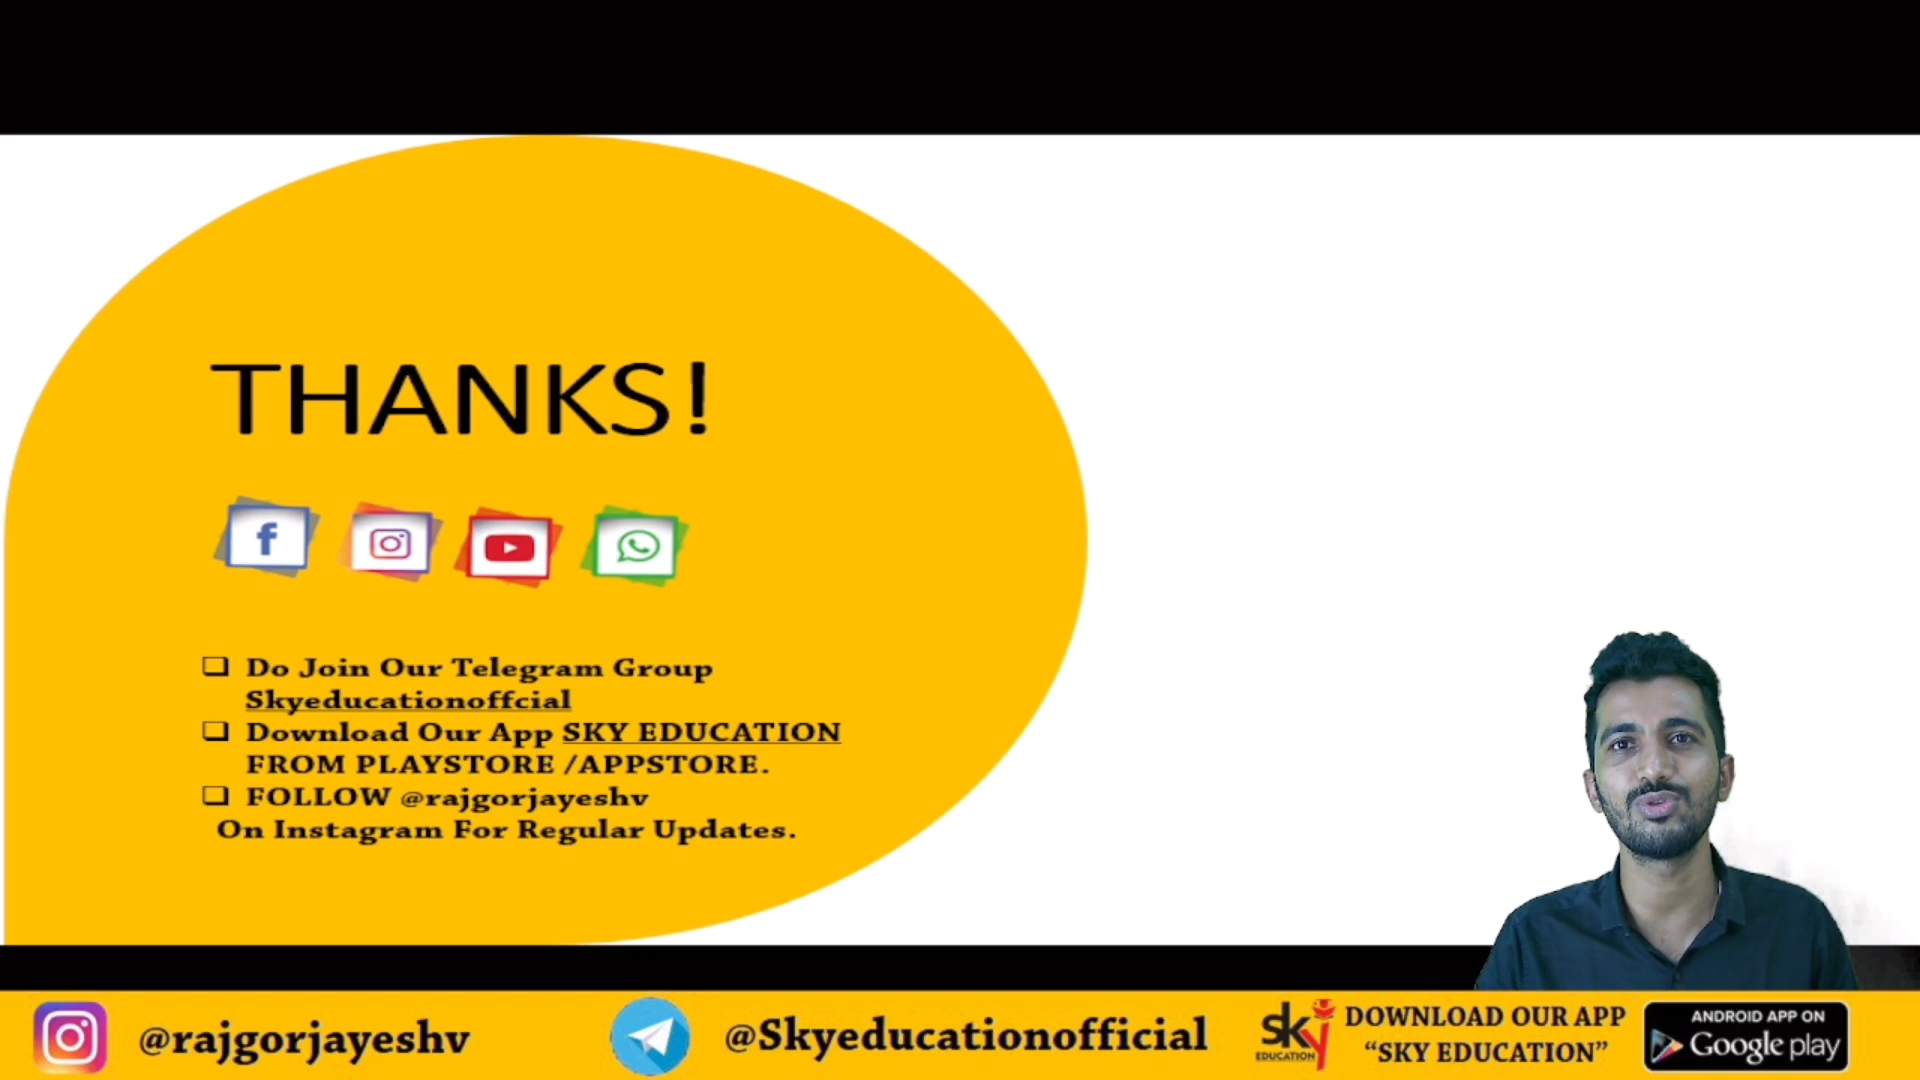 THANKS!
Do Join Our Telegram Group
Skyeducationoffcial
Download Our App SKY EDUCATION
FROM PLAYSTORE /APPSTORE.
FOLLOW @rajgorjayeshv
On Instagram For Regular Updates.
@rajgorjayeshv
@Skyeducationofficial
sky
EDUCATION
DOWNLOAD OUR APP
“SKY EDUCATION”
ANDROID APP ON
Google play